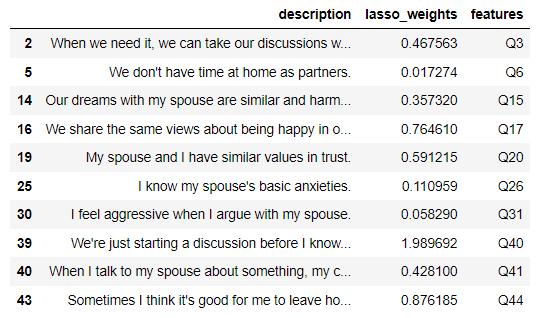 description lasso_weights features
2 When we need it, we can take our discussions w... 0.467563 Q3
5 We don't have time at home as partners. 0.017274 Q6
14 Our dreams with my spouse are similar and harm... 0.357320 Q15
16 We share the same views about being happy in o... 0.764610 Q17
19 My spouse and I have similar values in trust. 0.591215 Q20
25 I know my spouse's basic anxieties. 0.110959 Q26
30 I feel aggressive when I argue with my spouse. 0.058290 Q31
39 We're just starting a discussion before I know... 1.989692 Q40
40 When I talk to my spouse about something, my c... 0.428100 Q41
43 Sometimes I think it's good for me to leave ho... 0.876185 Q44